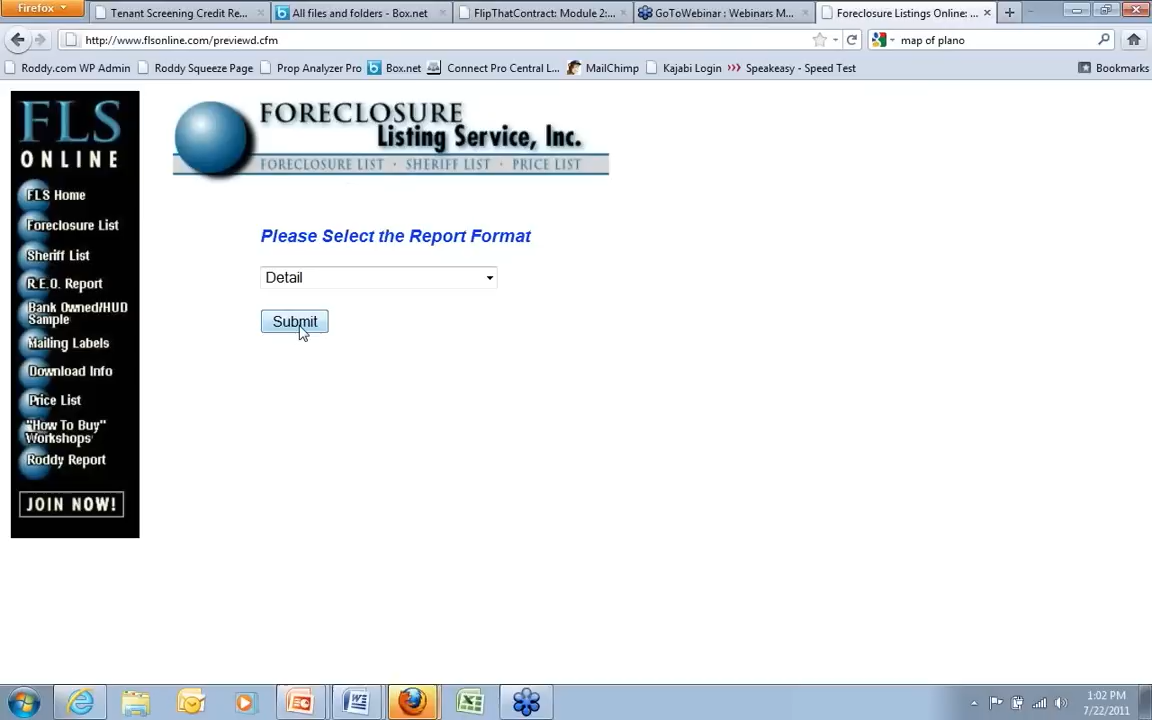 Firefox
Tenant Screening Credit Re...
All files and folders - Box.net
FlipThatContract: Module 2:...
GoToWebinar : Webinars M...
Foreclosure Listings Online: ...
http://www.flsonline.com/previewd.cfm
map of plano
Roddy.com WP Admin
Roddy Squeeze Page
Prop Analyzer Pro
Box.net
Connect Pro Central L...
MailChimp
Kajabi Login
Speakeasy - Speed Test
Bookmarks
FLS
ONLINE
FLS Home
Foreclosure List
Sheriff List
R.E.O. Report
Bank Owned/HUD
Sample
Mailing Labels
Download Info
Price List
"How To Buy"
Workshops
Roddy Report
JOIN NOW!
FORECLOSURE
Listing Service, Inc.
FORECLOSURE LIST · SHERIFF LIST · PRICE LIST
Please Select the Report Format
Detail
Submit
1:02 PM
7/22/2011